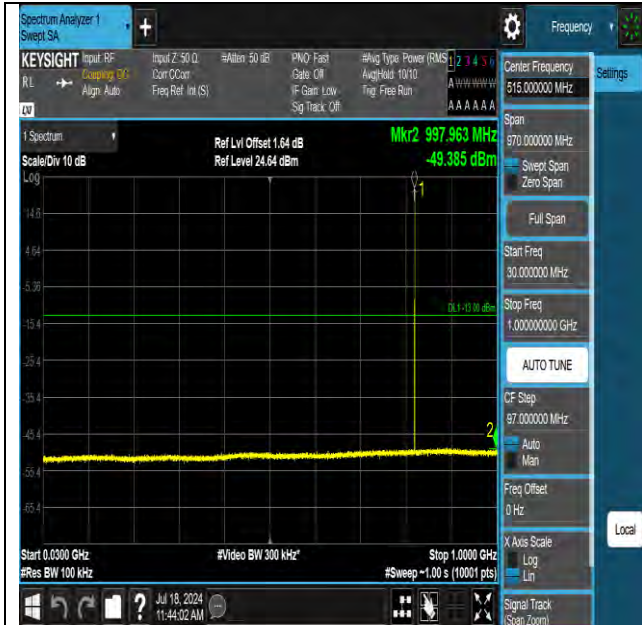 Spectrum Analyzer 1
Swept SA
+
Frequency
KEYSIGHT
RL
LXI
Input: RF
Coupling: DC
Align: Auto
Input Z: 50 Ω
Corr CCorr
Freq Ref: Int (S)
#Atten: 50 dB
PNO: Fast
Gate: Off
IF Gain: Low
Sig Track: Off
#Avg Type: Power (RMS
Avg|Hold: 10/10
Trig: Free Run
1 2 3 4 5 6
A W W W W W
A A A A A A
Center Frequency
515.000000 MHz
Settings
1 Spectrum
Scale/Div 10 dB
Ref Lvl Offset 1.64 dB
Ref Level 24.64 dBm
Mkr2 997.963 MHz
-49.385 dBm
Span
970.000000 MHz
Swept Span
Zero Span
Full Span
Log
1
14.6
4.64
-5.36
DL1 -13.00 dBm
-15.4
-25.4
-35.4
-45.4
2
-55.4
-65.4
Start Freq
30.000000 MHz
Stop Freq
1.000000000 GHz
AUTO TUNE
CF Step
97.000000 MHz
Auto
Man
Freq Offset
0 Hz
Local
X Axis Scale
Log
Lin
Signal Track
(Span Zoom)
Start 0.0300 GHz
#Video BW 300 kHz*
Stop 1.0000 GHz
#Res BW 100 kHz
#Sweep ~1.00 s (10001 pts)
?
Jul 18, 2024
11:44:02 AM